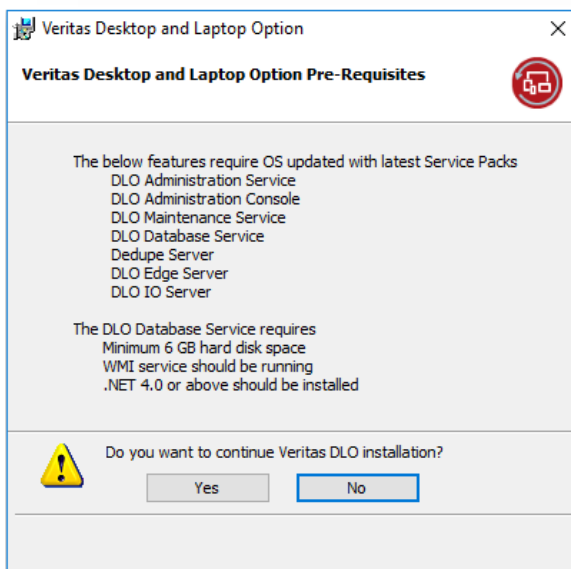 Veritas Desktop and Laptop Option
Veritas Desktop and Laptop Option Pre-Requisites
The below features require OS updated with latest Service Packs
DLO Administration Service
DLO Administration Console
DLO Maintenance Service
DLO Database Service
Dedupe Server
DLO Edge Server
DLO IO Server
The DLO Database Service requires
Minimum 6 GB hard disk space
WMI service should be running
.NET 4.0 or above should be installed
Do you want to continue Veritas DLO installation?
Yes
No